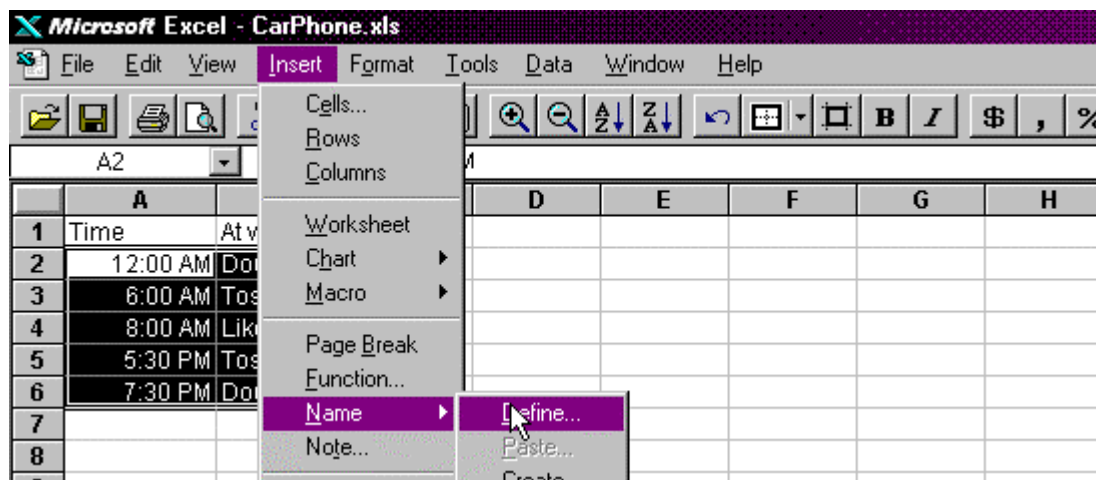 Microsoft Excel - CarPhone.xls
File Edit View Insert Format Tools Data Window Help
B I $ , %
A2
Cells...
Rows
Columns
Worksheet
Chart
Macro
Page Break
Function...
Name
Note...
Define...
Paste...
Create
A D E F G H
1 Time At
2 12:00 AM
3 6:00 AM
4 8:00 AM
5 5:30 PM
6 7:30 PM
7
8